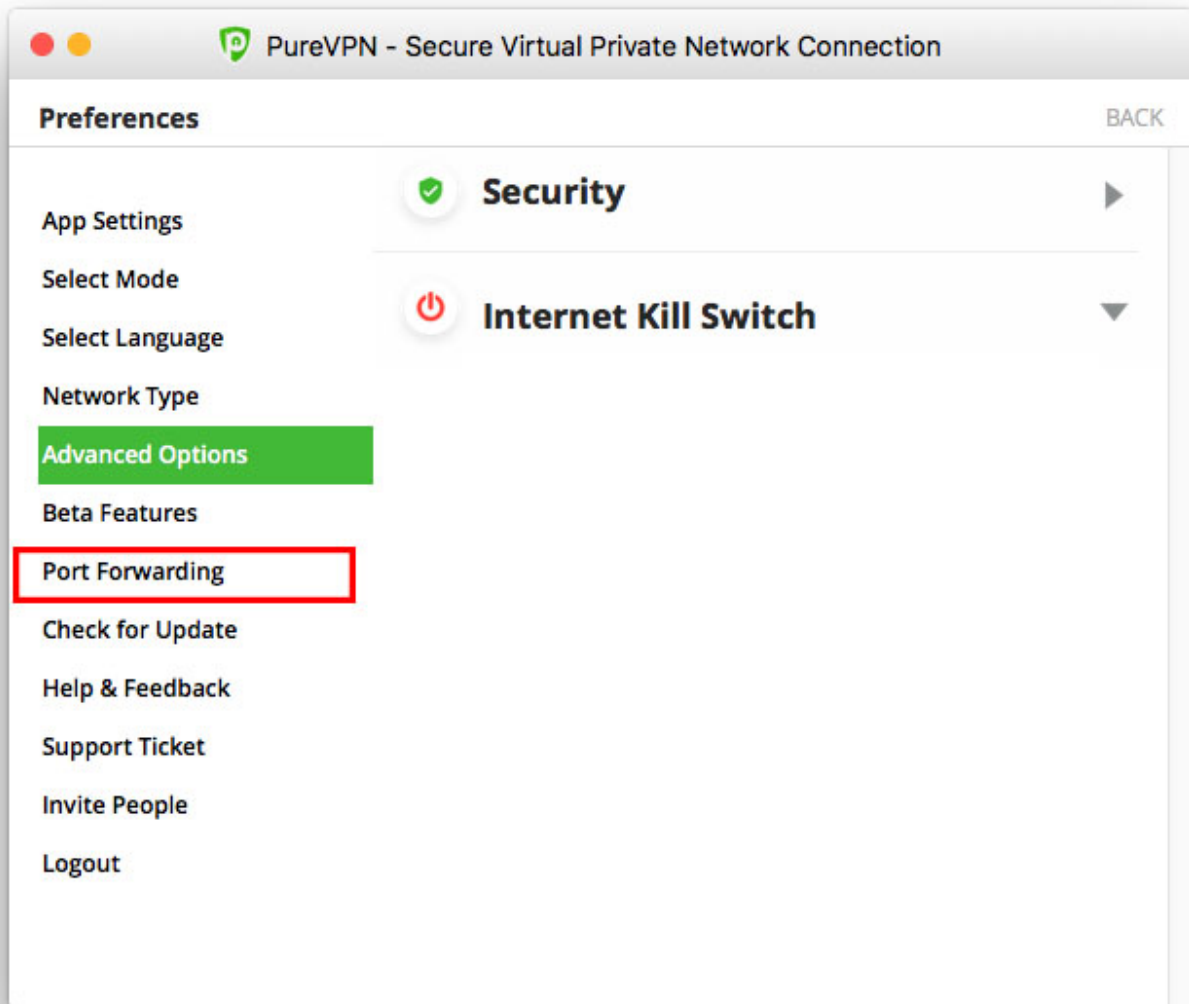 PureVPN - Secure Virtual Private Network Connection
Preferences
BACK
App Settings
Select Mode
Select Language
Network Type
Advanced Options
Beta Features
Port Forwarding
Check for Update
Help & Feedback
Support Ticket
Invite People
Logout
Security
Internet Kill Switch